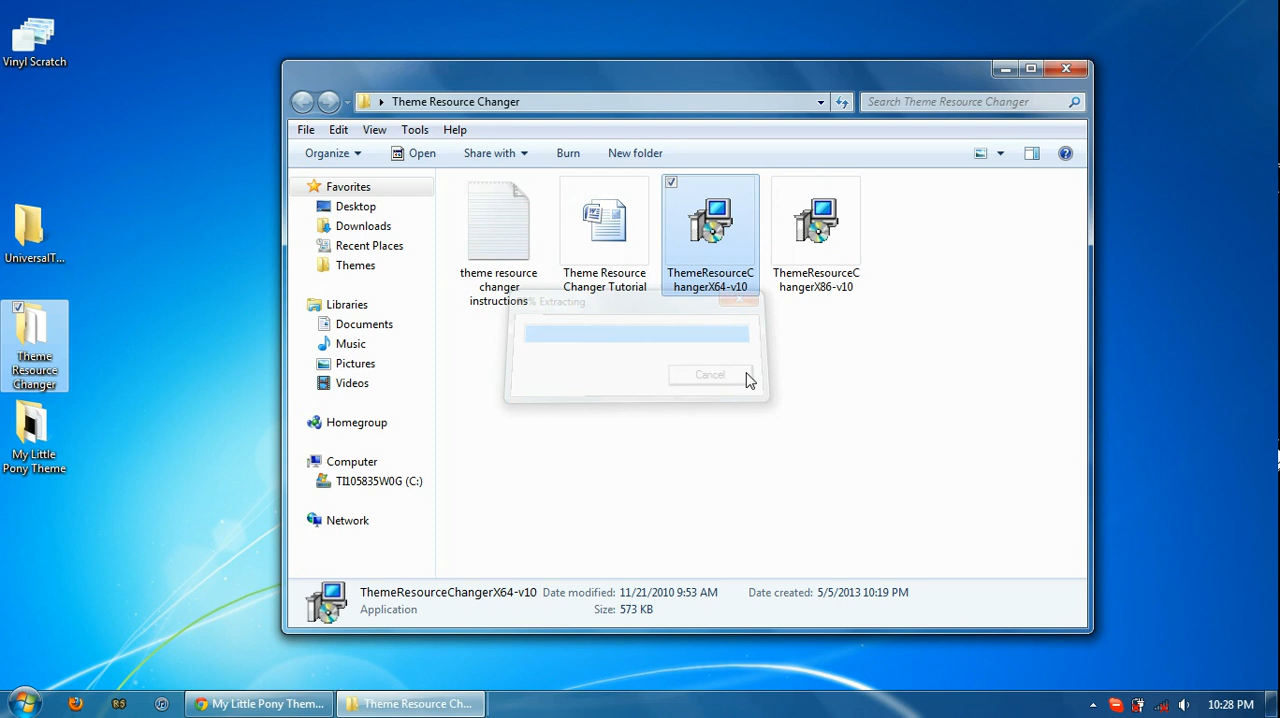 Vinyl Scratch
UniversalT...
Theme
Resource
Changer
My Little
Pony Theme
Theme Resource Changer
Search Theme Resource Changer
File Edit View Tools Help
Organize Open Share with Burn New folder
Favorites
Desktop
Downloads
Recent Places
Themes
Libraries
Documents
Music
Pictures
Videos
Homegroup
Computer
TI105835W0G (C:)
Network
theme resource
changer
instructions
Theme Resource
Changer Tutorial
ThemeResourceC
hangerX64-v10
ThemeResourceC
hangerX86-v10
% Extracting
Cancel
ThemeResourceChangerX64-v10 Date modified: 11/21/2010 9:53 AM Date created: 5/5/2013 10:19 PM
Application Size: 573 KB
My Little Pony Them... Theme Resource Ch... 10:28 PM